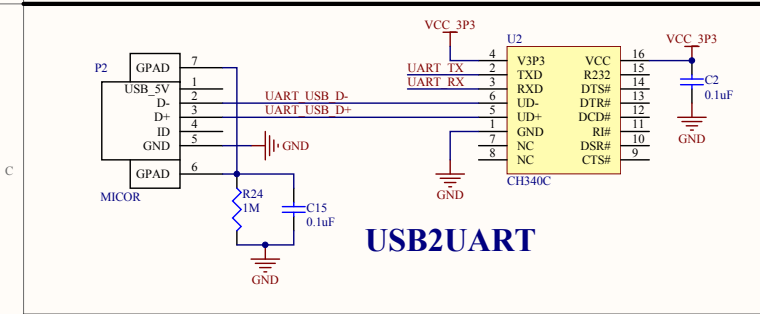 VCC_3P3
U2
VCC_3P3
P2
GPAD
7
4
V3P3
VCC
16
UART_TX
2
TXD
R232
15
USB_5V
1
UART_RX
3
RXD
DTS#
14
C2
0.1uF
D-
2
UART_USB_D-
6
UD-
DTR#
13
D+
3
UART_USB_D+
5
UD+
DCD#
12
ID
4
1
GND
RI#
11
GND
5
GND
7
NC
DSR#
10
GND
8
NC
CTS#
9
C
GPAD
6
CH340C
MICOR
GND
R24
1M
C15
0.1uF
USB2UART
GND